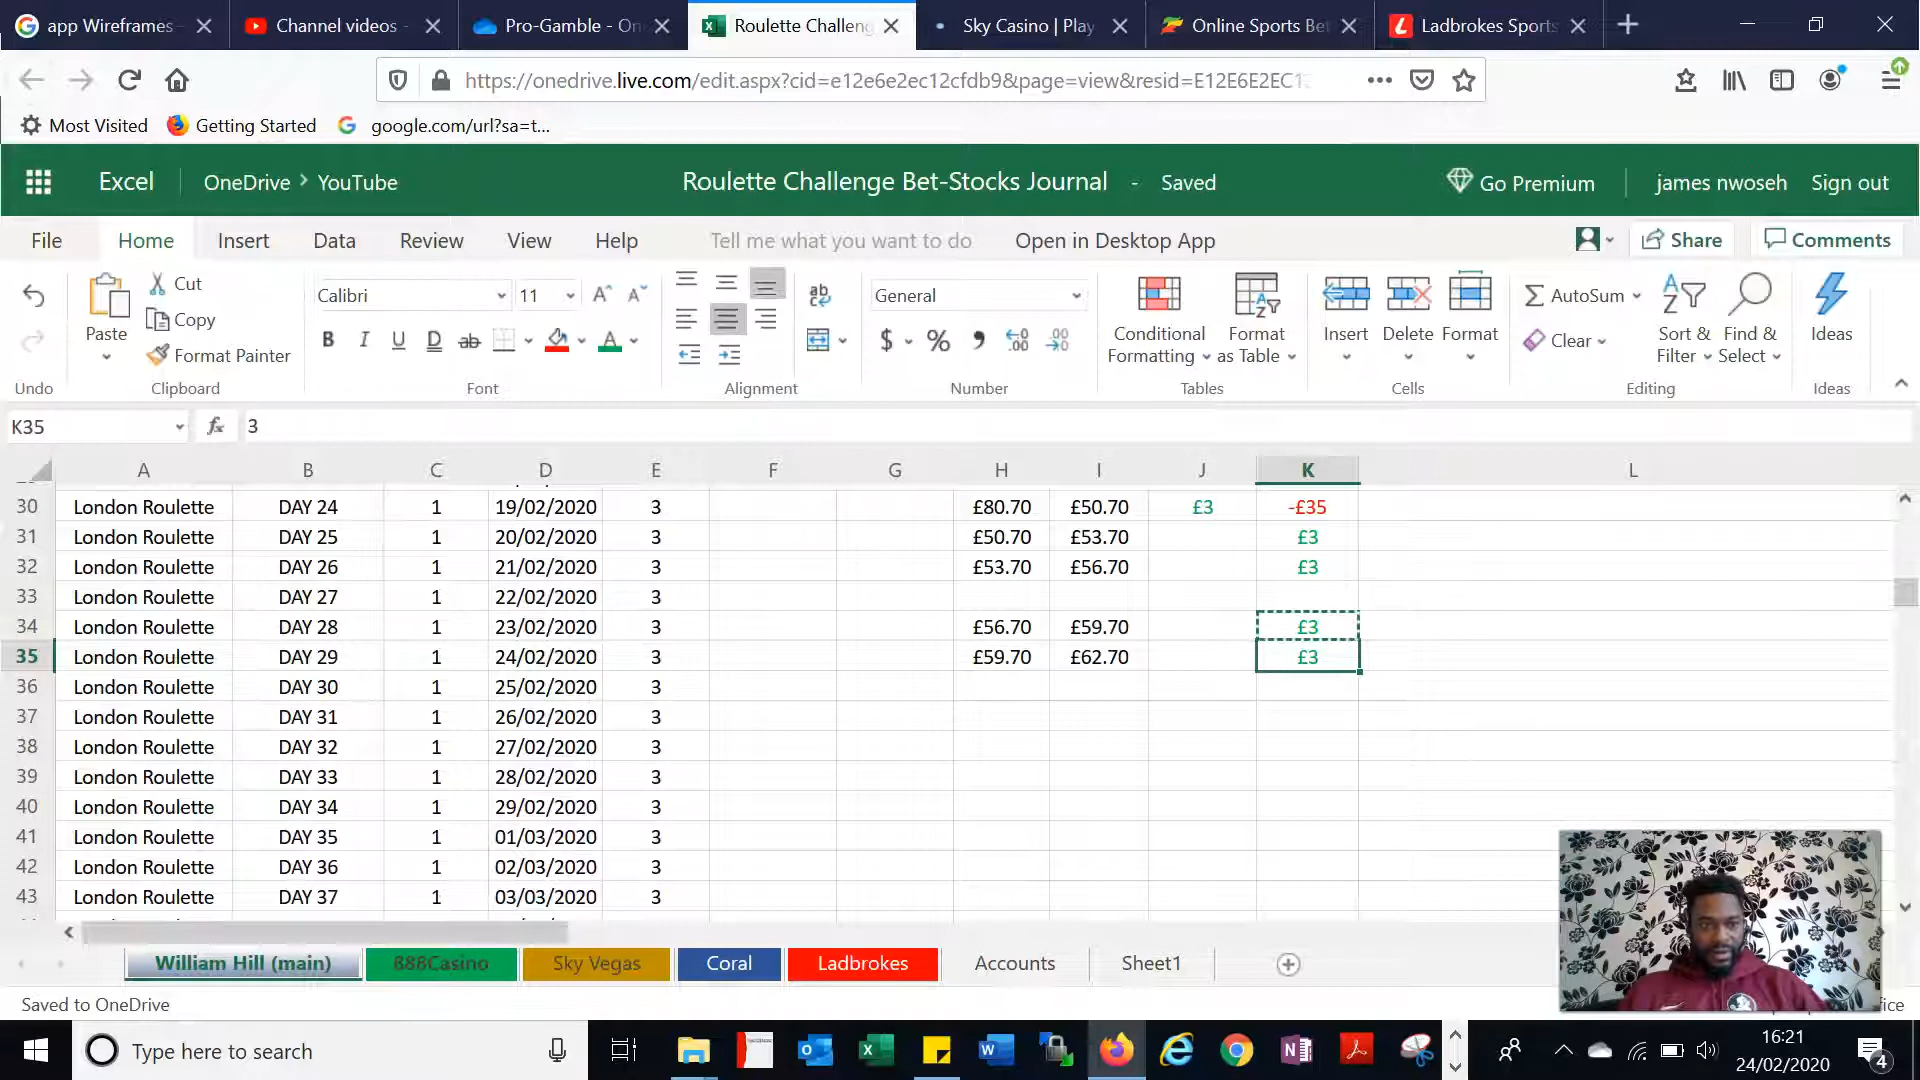 app Wireframes
Channel videos -
Pro-Gamble - On
Roulette Challeng
Sky Casino | Play
Online Sports Bet
Ladbrokes Sports
https://onedrive.live.com/edit.aspx?cid=e12e6e2ec12cfdb9&page=view&resid=E12E6E2EC12
Most Visited
Getting Started
google.com/url?sa=t...
Excel
OneDrive > YouTube
Roulette Challenge Bet-Stocks Journal - Saved
Go Premium
james nwoseh
Sign out
File
Home
Insert
Data
Review
View
Help
Tell me what you want to do
Open in Desktop App
Share
Comments
Cut
Copy
Format Painter
Paste
Calibri
11
General
AutoSum
Clear
Conditional Formatting
Format as Table
Insert
Delete
Format
Sort & Filter
Find & Select
Ideas
Undo
Clipboard
Font
Alignment
Number
Tables
Cells
Editing
Ideas
K35
fx
3
A B C D E F G H I J K L
30 London Roulette DAY 24 1 19/02/2020 3 £80.70 £50.70 £3 -£35
31 London Roulette DAY 25 1 20/02/2020 3 £50.70 £53.70 £3
32 London Roulette DAY 26 1 21/02/2020 3 £53.70 £56.70 £3
33 London Roulette DAY 27 1 22/02/2020 3
34 London Roulette DAY 28 1 23/02/2020 3 £56.70 £59.70 £3
35 London Roulette DAY 29 1 24/02/2020 3 £59.70 £62.70 £3
36 London Roulette DAY 30 1 25/02/2020 3
37 London Roulette DAY 31 1 26/02/2020 3
38 London Roulette DAY 32 1 27/02/2020 3
39 London Roulette DAY 33 1 28/02/2020 3
40 London Roulette DAY 34 1 29/02/2020 3
41 London Roulette DAY 35 1 01/03/2020 3
42 London Roulette DAY 36 1 02/03/2020 3
43 London Roulette DAY 37 1 03/03/2020 3
William Hill (main)
888Casino
Sky Vegas
Coral
Ladbrokes
Accounts
Sheet1
Saved to OneDrive
Type here to search
16:21
24/02/2020
4